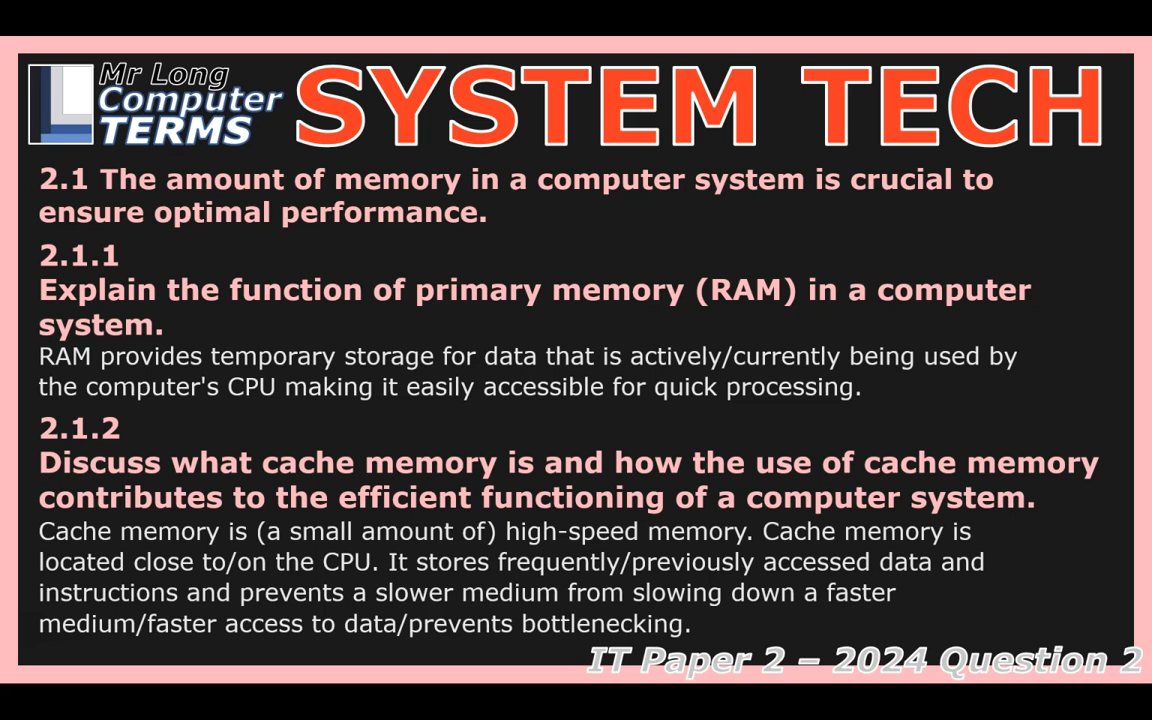 Mr Long
Computer
TERMS
SYSTEM TECH
2.1 The amount of memory in a computer system is crucial to
ensure optimal performance.
2.1.1
Explain the function of primary memory (RAM) in a computer
system.
RAM provides temporary storage for data that is actively/currently being used by
the computer's CPU making it easily accessible for quick processing.
2.1.2
Discuss what cache memory is and how the use of cache memory
contributes to the efficient functioning of a computer system.
Cache memory is (a small amount of) high-speed memory. Cache memory is
located close to/on the CPU. It stores frequently/previously accessed data and
instructions and prevents a slower medium from slowing down a faster
medium/faster access to data/prevents bottlenecking.
IT Paper 2 – 2024 Question 2